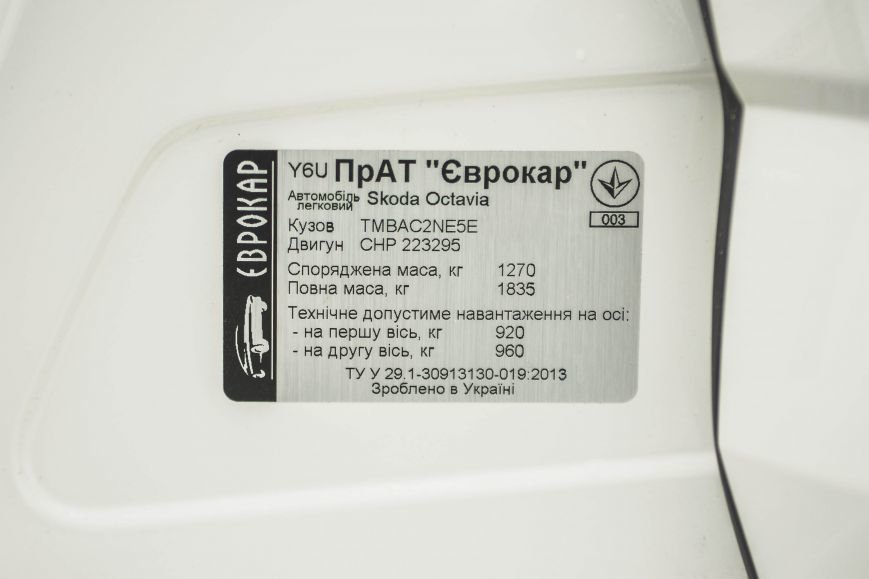 ЄВРОКАР
Y6U ПрАТ "Єврокар"
Автомобіль легковий Skoda Octavia
003
Кузов TMBAC2NE5E
Двигун CHP 223295
Споряджена маса, кг 1270
Повна маса, кг 1835
Технічне допустиме навантаження на осі:
- на першу вісь, кг 920
- на другу вісь, кг 960
ТУ У 29.1-30913130-019:2013
Зроблено в Україні